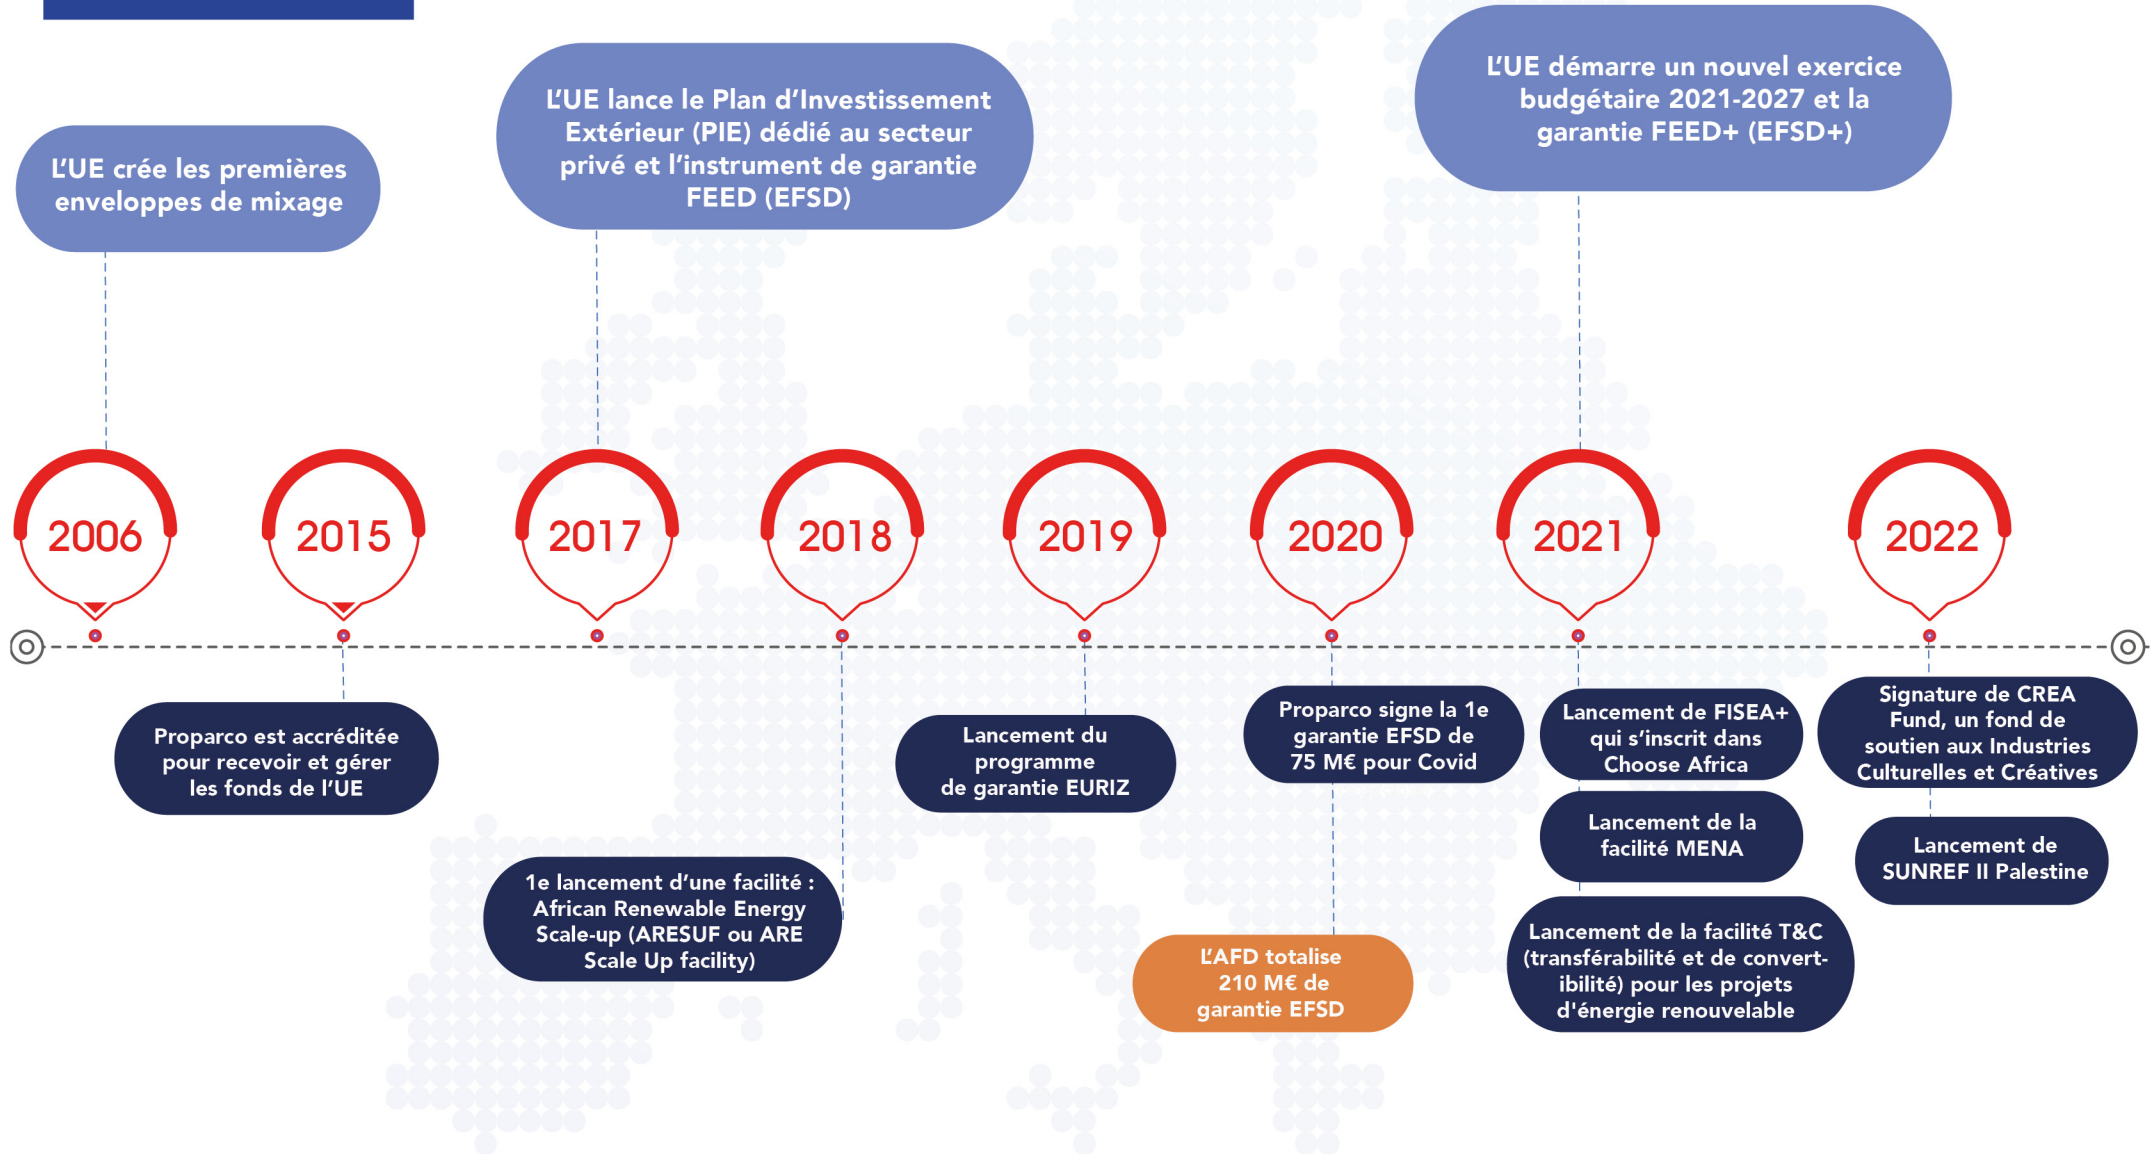 L'UE crée les premières
enveloppes de mixage
L'UE lance le Plan d'Investissement
Extérieur (PIE) dédié au secteur
privé et l'instrument de garantie
FEED (EFSD)
L'UE démarre un nouvel exercice
budgétaire 2021-2027 et la
garantie FEED+ (EFSD+)
2006
2015
2017
2018
2019
2020
2021
2022
Proparco est accréditée
pour recevoir et gérer
les fonds de l'UE
1e lancement d'une facilité :
African Renewable Energy
Scale-up (ARESUF ou ARE
Scale Up facility)
Lancement du
programme
de garantie EURIZ
Proparco signe la 1e
garantie EFSD de
75 M€ pour Covid
L'AFD totalise
210 M€ de
garantie EFSD
Lancement de FISEA+
qui s'inscrit dans
Choose Africa
Lancement de la
facilité MENA
Lancement de la facilité T&C
(transférabilité et de convert-
ibilité) pour les projets
d'énergie renouvelable
Signature de CREA
Fund, un fond de
soutien aux Industries
Culturelles et Créatives
Lancement de
SUNREF II Palestine